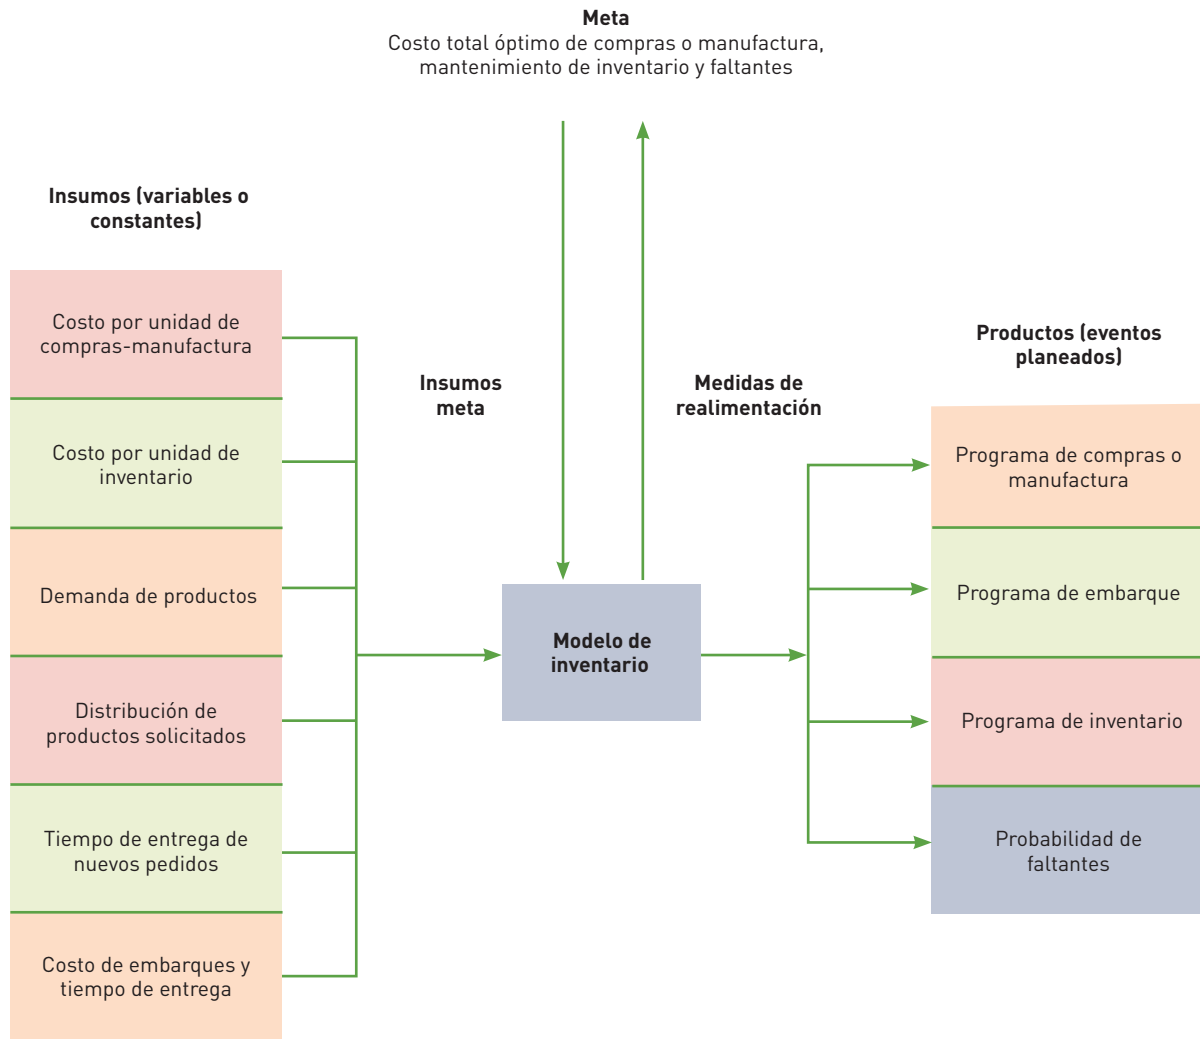 Meta
Costo total óptimo de compras o manufactura,
mantenimiento de inventario y faltantes
Insumos (variables o
constantes)
Costo por unidad de
compras-manufactura
Costo por unidad de
inventario
Demanda de productos
Distribución de
productos solicitados
Tiempo de entrega de
nuevos pedidos
Costo de embarques y
tiempo de entrega
Insumos
meta
Medidas de
realimentación
Modelo de
inventario
Productos (eventos
planeados)
Programa de compras o
manufactura
Programa de embarque
Programa de inventario
Probabilidad de
faltantes